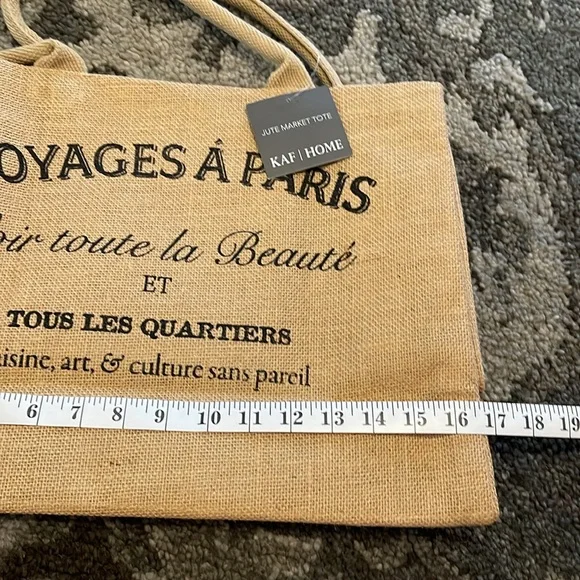 JUTE MARKET TOTE
KAF | HOME
OYAGES Á PARIS
oir toute la Beauté
ET
TOUS LES QUARTIERS
isine, art, & culture sans pareil
6 7 8 9 10 11 12 13 14 15 16 17 18 19